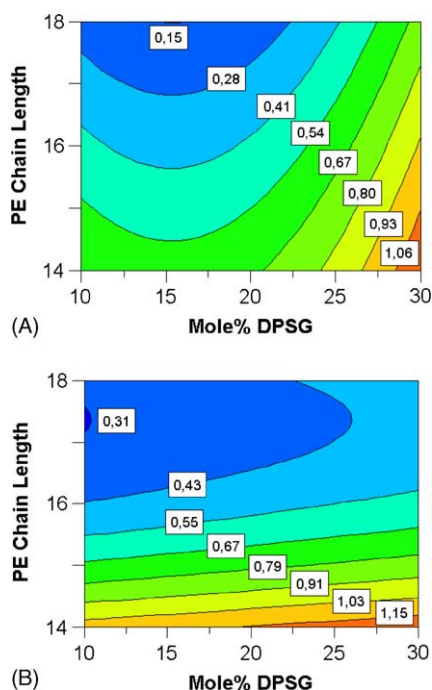 18
0,15
0,28
0,41
0,54
0,67
0,80
0,93
1,06
16
14
PE Chain Length
10 15 20 25 30
Mole% DPSG
(A)
18
0,31
0,43
0,55
0,67
0,79
0,91
1,03
1,15
16
14
PE Chain Length
10 15 20 25 30
Mole% DPSG
(B)